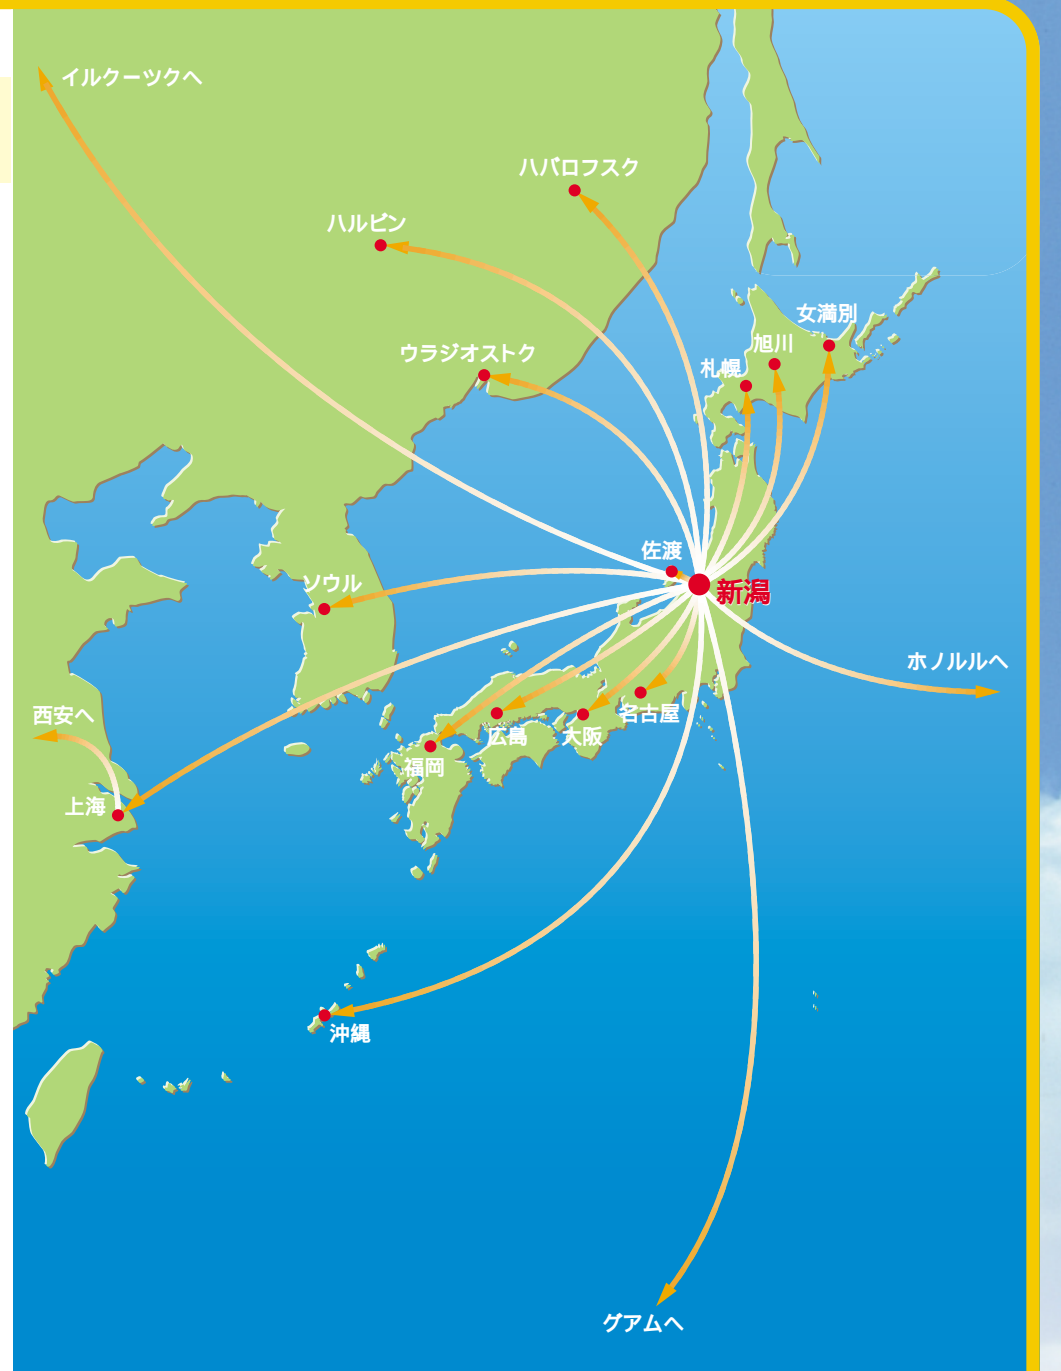 イルクーツクへ
ハバロフスク
ハルビン
女満別
旭川
ウラジオストク
札幌
佐渡
ソウル
新潟
ホノルルへ
西安へ
名古屋
広島
大阪
福岡
上海
沖縄
グアムへ